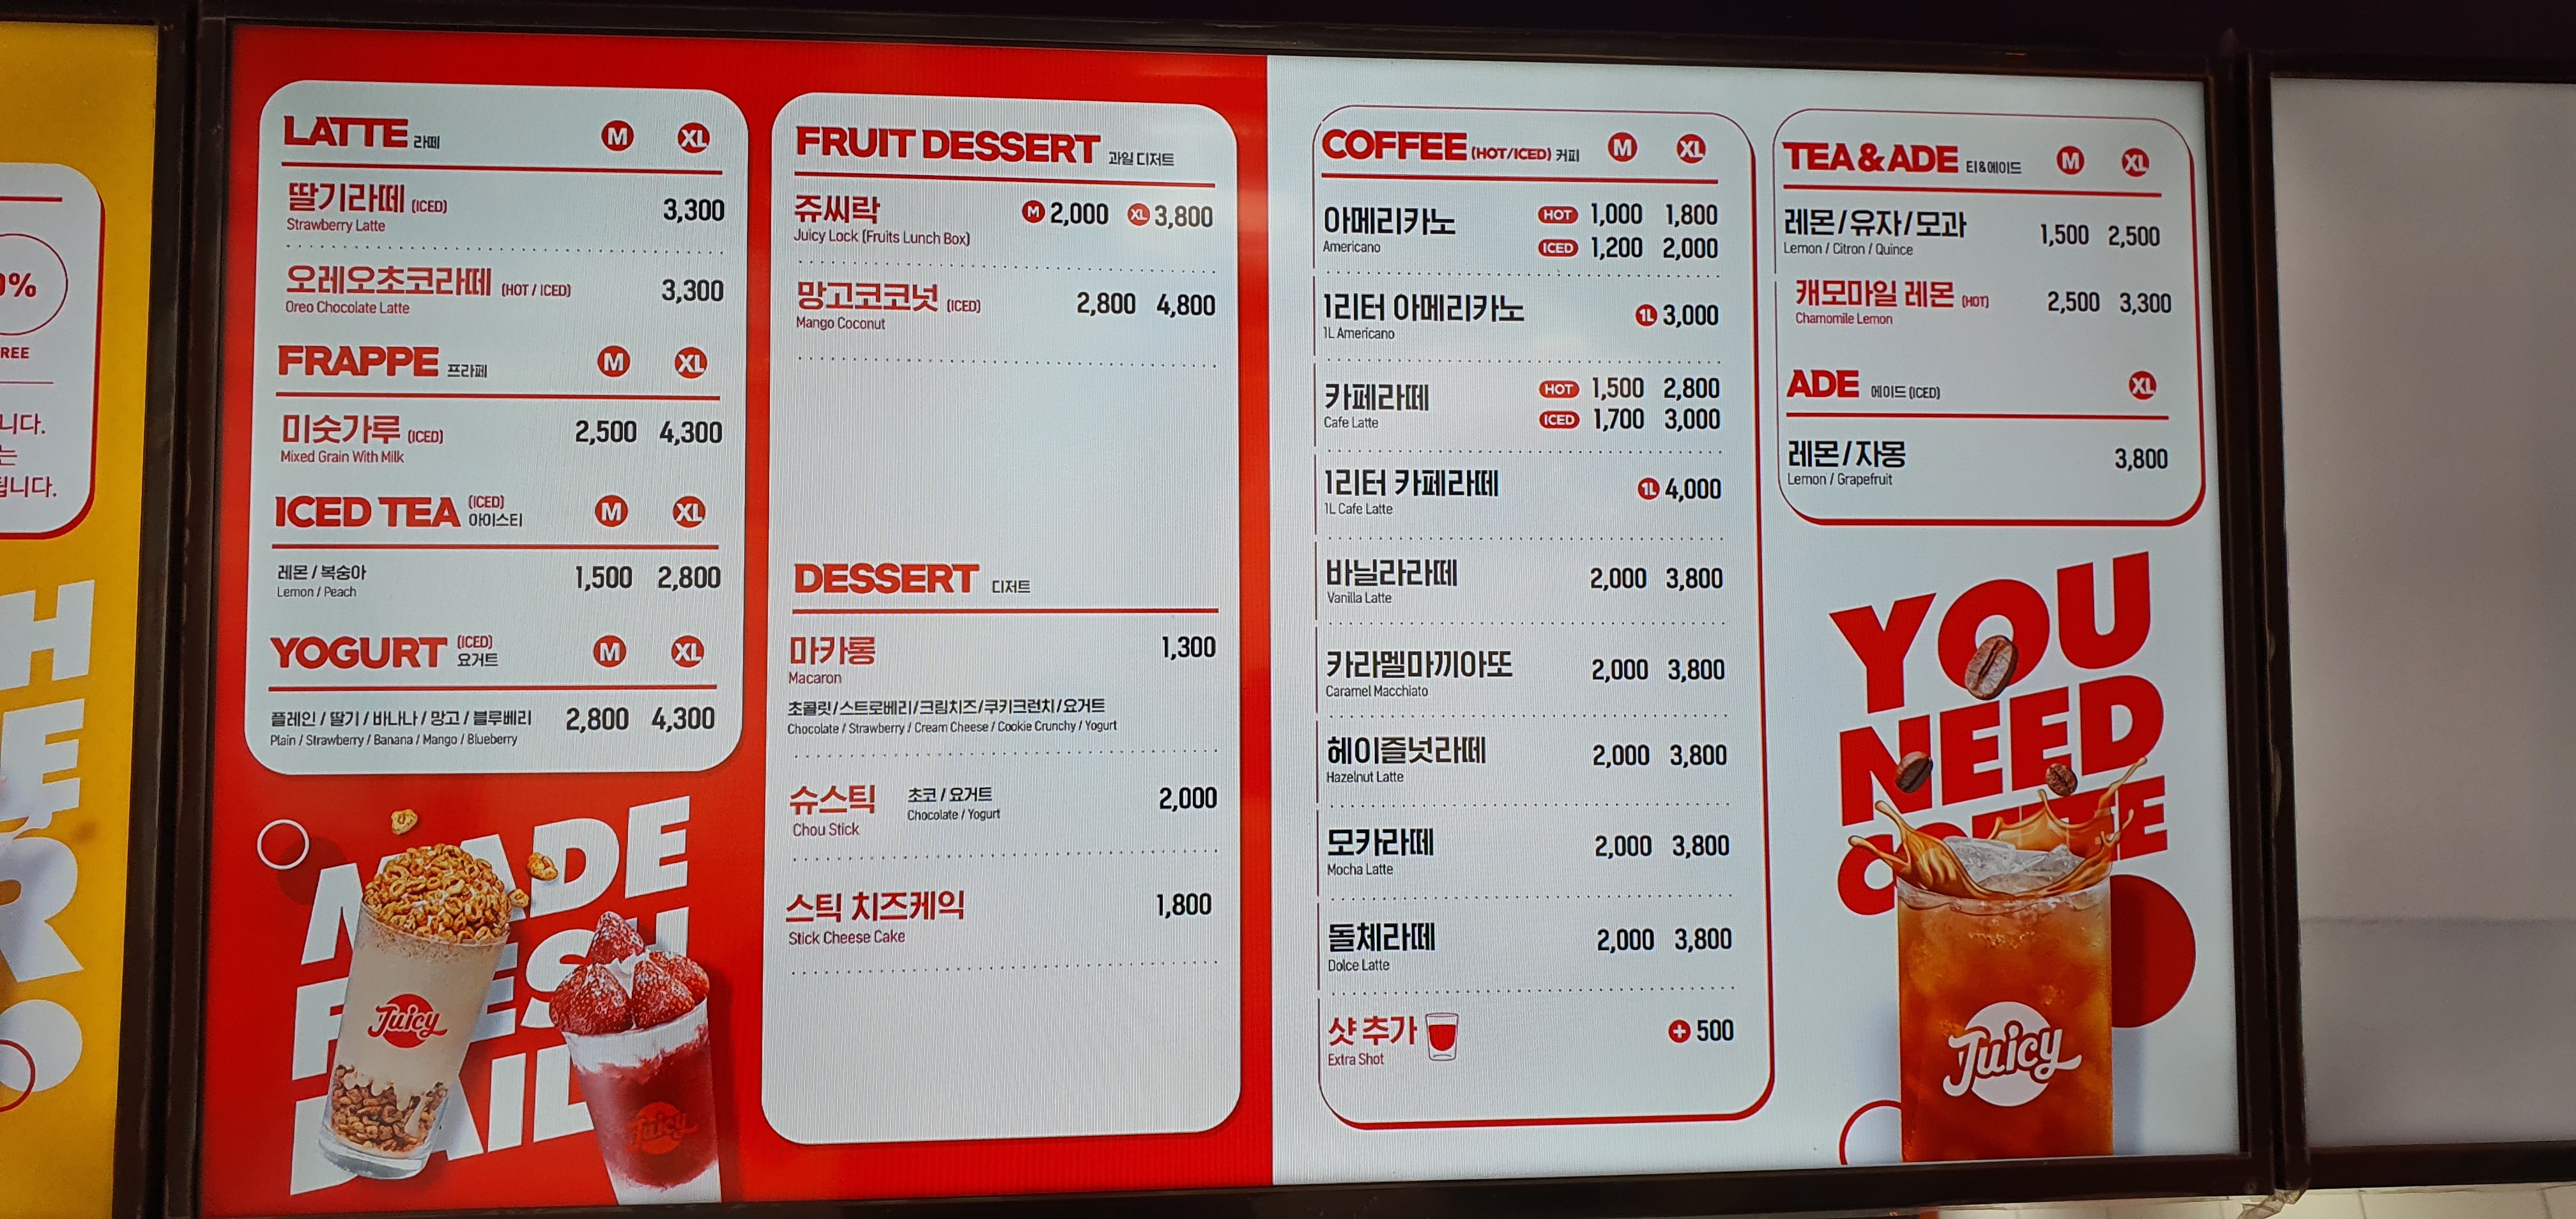 0%
REE
니다.
는
됩니다.
H
E
R
LATTE 라떼 M XL
딸기라떼 (ICED) 3,300
Strawberry Latte
오레오초코라떼 (HOT / ICED) 3,300
Oreo Chocolate Latte
FRAPPE 프라페 M XL
미숫가루 (ICED) 2,500 4,300
Mixed Grain With Milk
ICED TEA (ICED) 아이스티 M XL
레몬 / 복숭아 1,500 2,800
Lemon / Peach
YOGURT (ICED) 요거트 M XL
플레인 / 딸기 / 바나나 / 망고 / 블루베리 2,800 4,300
Plain / Strawberry / Banana / Mango / Blueberry
MADE
FRESH
DAILY
Juicy
Juicy
FRUIT DESSERT 과일 디저트
쥬씨락 M 2,000 XL 3,800
Juicy Lock (Fruits Lunch Box)
망고코코넛 (ICED) 2,800 4,800
Mango Coconut
DESSERT 디저트
마카롱 1,300
Macaron
초콜릿/스트로베리/크림치즈/쿠키크런치/요거트
Chocolate / Strawberry / Cream Cheese / Cookie Crunchy / Yogurt
슈스틱 초코 / 요거트 2,000
Chou Stick Chocolate / Yogurt
스틱 치즈케익 1,800
Stick Cheese Cake
COFFEE (HOT/ICED) 커피 M XL
아메리카노 HOT 1,000 1,800
Americano ICED 1,200 2,000
1리터 아메리카노 1L 3,000
1L Americano
카페라떼 HOT 1,500 2,800
Cafe Latte ICED 1,700 3,000
1리터 카페라떼 1L 4,000
1L Cafe Latte
바닐라라떼 2,000 3,800
Vanilla Latte
카라멜마끼아또 2,000 3,800
Caramel Macchiato
헤이즐넛라떼 2,000 3,800
Hazelnut Latte
모카라떼 2,000 3,800
Mocha Latte
돌체라떼 2,000 3,800
Dolce Latte
샷 추가 + 500
Extra Shot
TEA&ADE 티&에이드 M XL
레몬/유자/모과 1,500 2,500
Lemon / Citron / Quince
캐모마일 레몬 (HOT) 2,500 3,300
Chamomile Lemon
ADE 에이드 (ICED) XL
레몬/자몽 3,800
Lemon / Grapefruit
YOU
NEED
COFFEE
Juicy